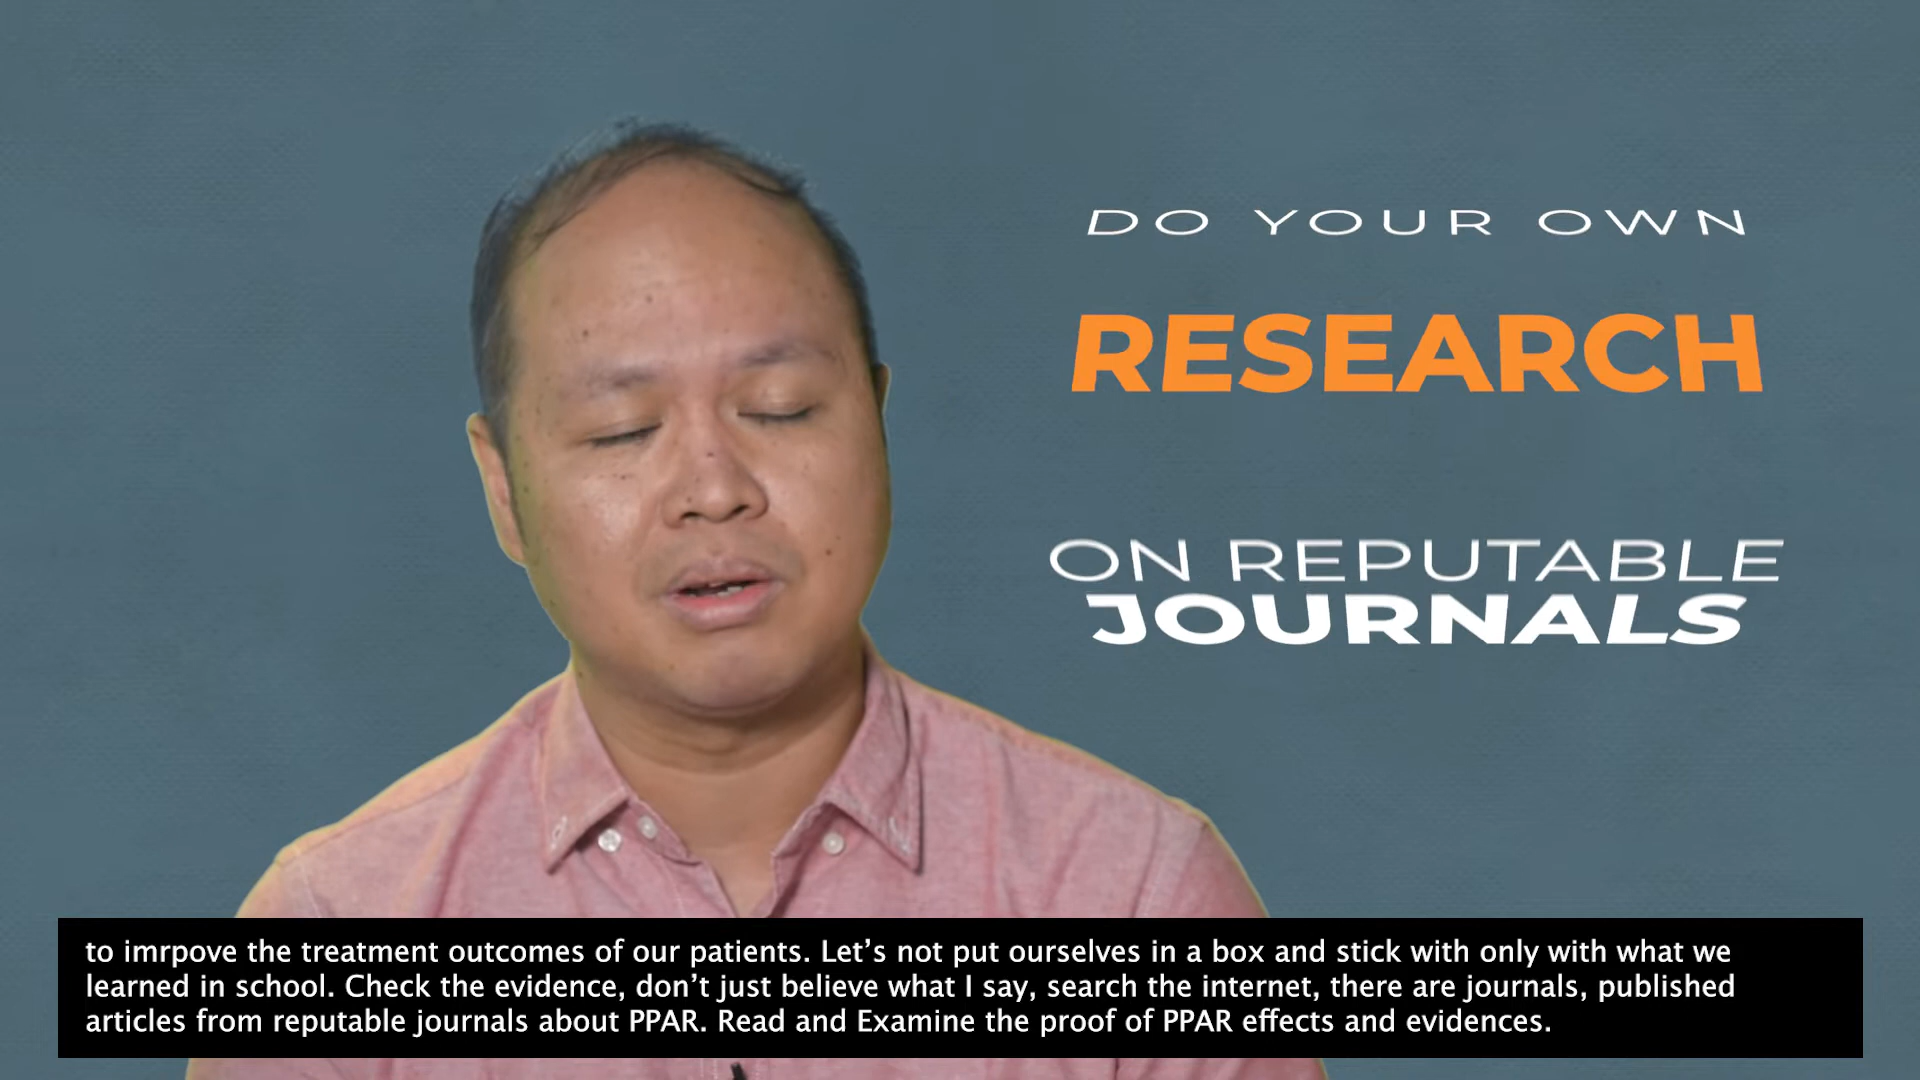 DO YOUR OWN
RESEARCH
ON REPUTABLE
JOURNALS
to imrpove the treatment outcomes of our patients. Let’s not put ourselves in a box and stick with only with what we
learned in school. Check the evidence, don’t just believe what I say, search the internet, there are journals, published
articles from reputable journals about PPAR. Read and Examine the proof of PPAR effects and evidences.